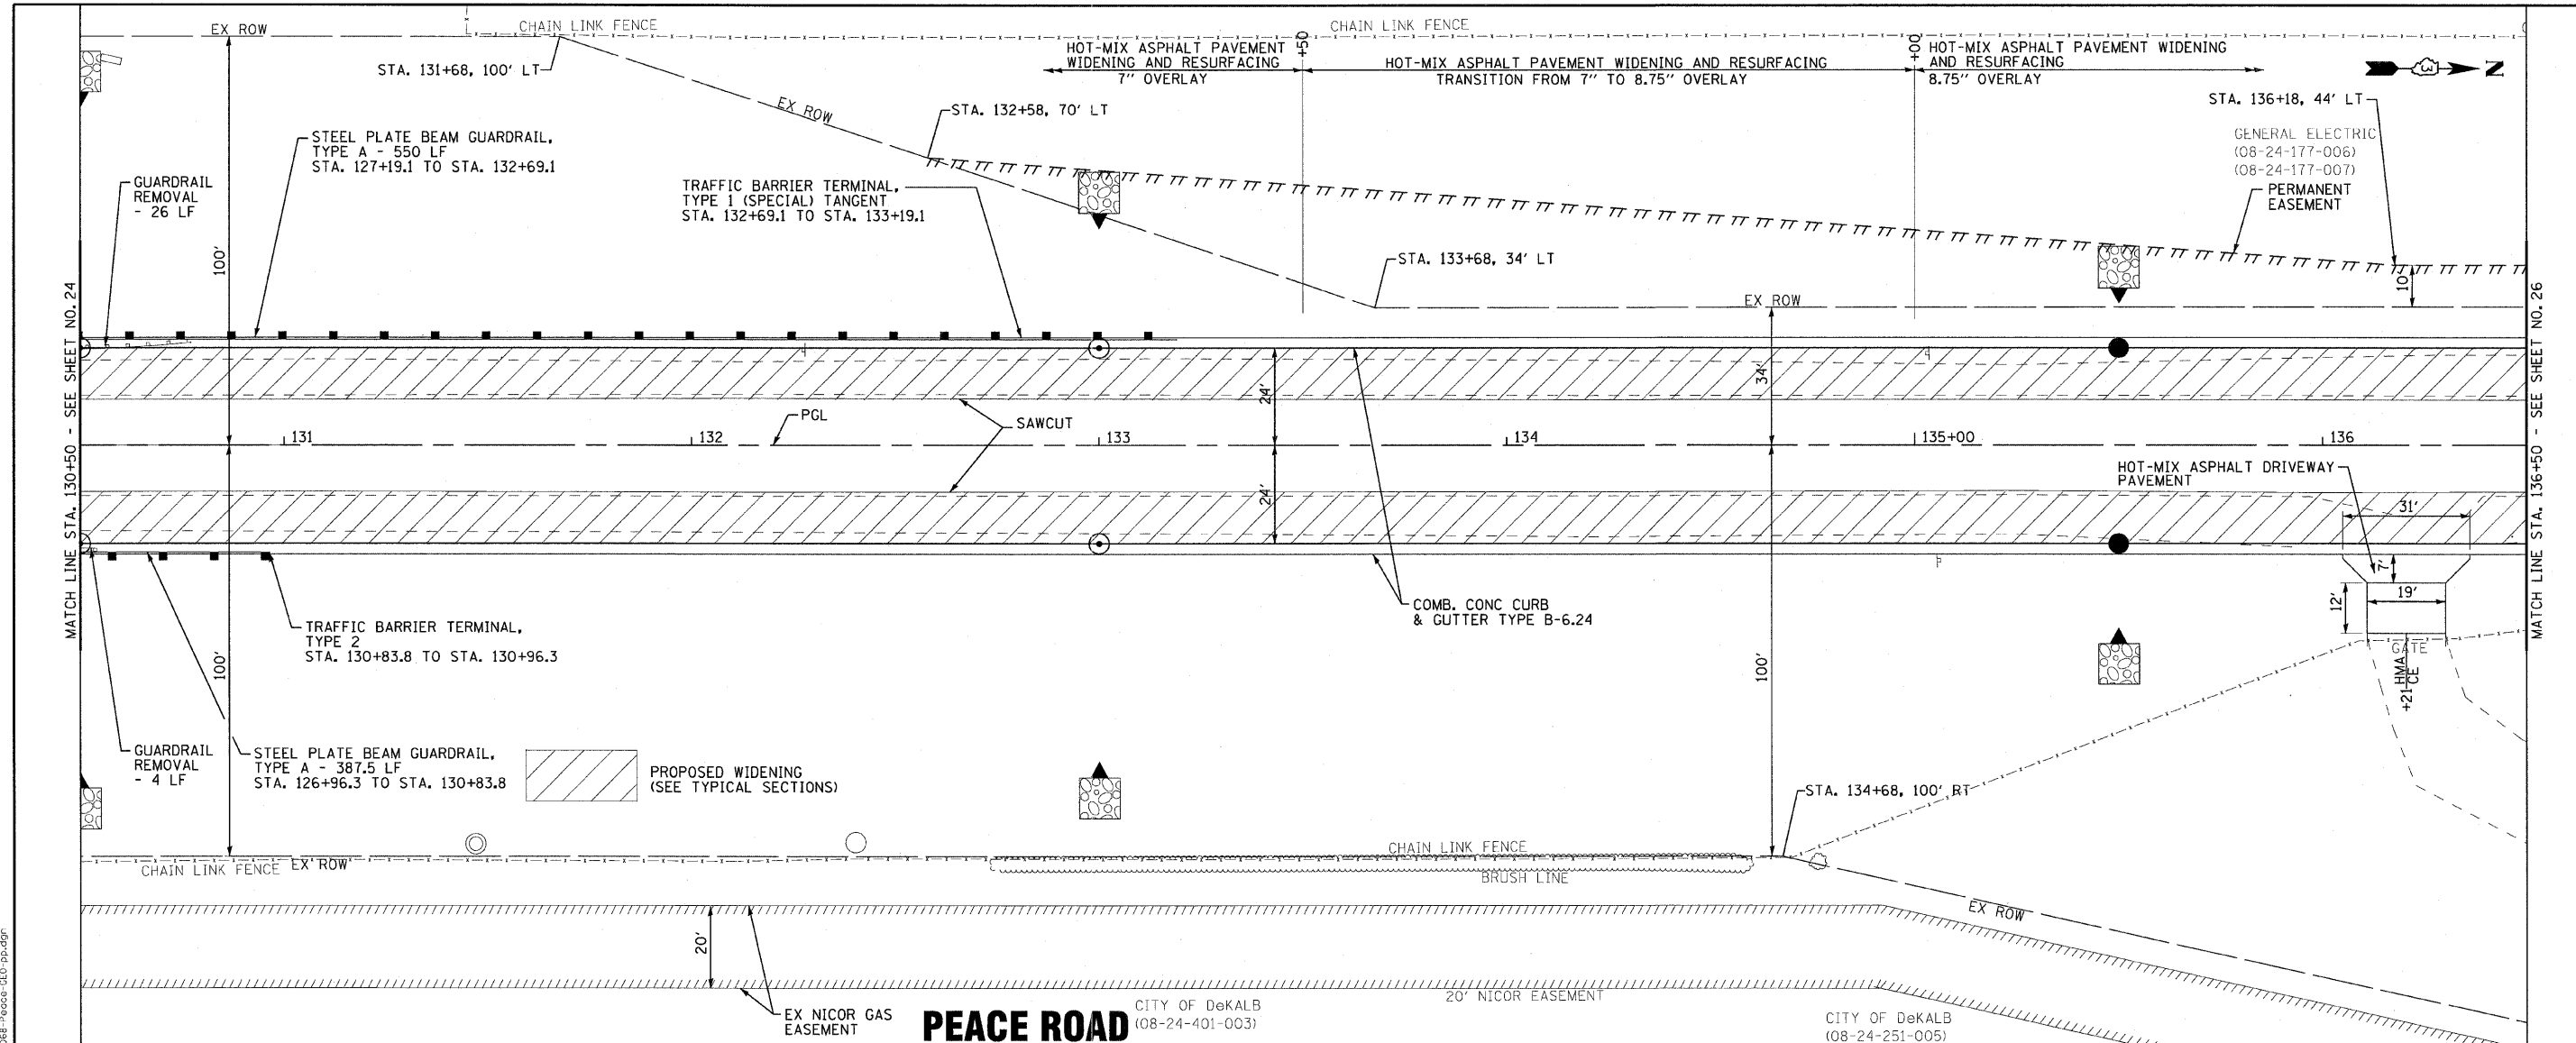 EX ROW
CHAIN LINK FENCE
CHAIN LINK FENCE
STA. 131+68, 100' LT
HOT-MIX ASPHALT PAVEMENT
WIDENING AND RESURFACING
7" OVERLAY
+50
HOT-MIX ASPHALT PAVEMENT WIDENING AND RESURFACING
TRANSITION FROM 7" TO 8.75" OVERLAY
+00
HOT-MIX ASPHALT PAVEMENT WIDENING
AND RESURFACING
8.75" OVERLAY
3
N
STA. 136+18, 44' LT
GENERAL ELECTRIC
(08-24-177-006)
(08-24-177-007)
PERMANENT
EASEMENT
EX ROW
STA. 132+58, 70' LT
STEEL PLATE BEAM GUARDRAIL,
TYPE A - 550 LF
STA. 127+19.1 TO STA. 132+69.1
GUARDRAIL
REMOVAL
- 26 LF
TRAFFIC BARRIER TERMINAL,
TYPE 1 (SPECIAL) TANGENT
STA. 132+69.1 TO STA. 133+19.1
100'
STA. 133+68, 34' LT
10'
EX ROW
MATCH LINE STA. 130+50 - SEE SHEET NO. 24
MATCH LINE STA. 136+50 - SEE SHEET NO. 26
24'
34'
PGL
SAWCUT
131
132
133
134
135+00
136
HOT-MIX ASPHALT DRIVEWAY
PAVEMENT
24'
31'
7'
12'
19'
COMB. CONC CURB
& GUTTER TYPE B-6.24
TRAFFIC BARRIER TERMINAL,
TYPE 2
STA. 130+83.8 TO STA. 130+96.3
100'
100'
GATE
+21
HMA
CE
GUARDRAIL
REMOVAL
- 4 LF
STEEL PLATE BEAM GUARDRAIL,
TYPE A - 387.5 LF
STA. 126+96.3 TO STA. 130+83.8
PROPOSED WIDENING
(SEE TYPICAL SECTIONS)
STA. 134+68, 100' RT
CHAIN LINK FENCE
EX ROW
CHAIN LINK FENCE
BRUSH LINE
EX ROW
20'
20' NICOR EASEMENT
EX NICOR GAS
EASEMENT
PEACE ROAD
CITY OF DeKALB
(08-24-401-003)
CITY OF DeKALB
(08-24-251-005)